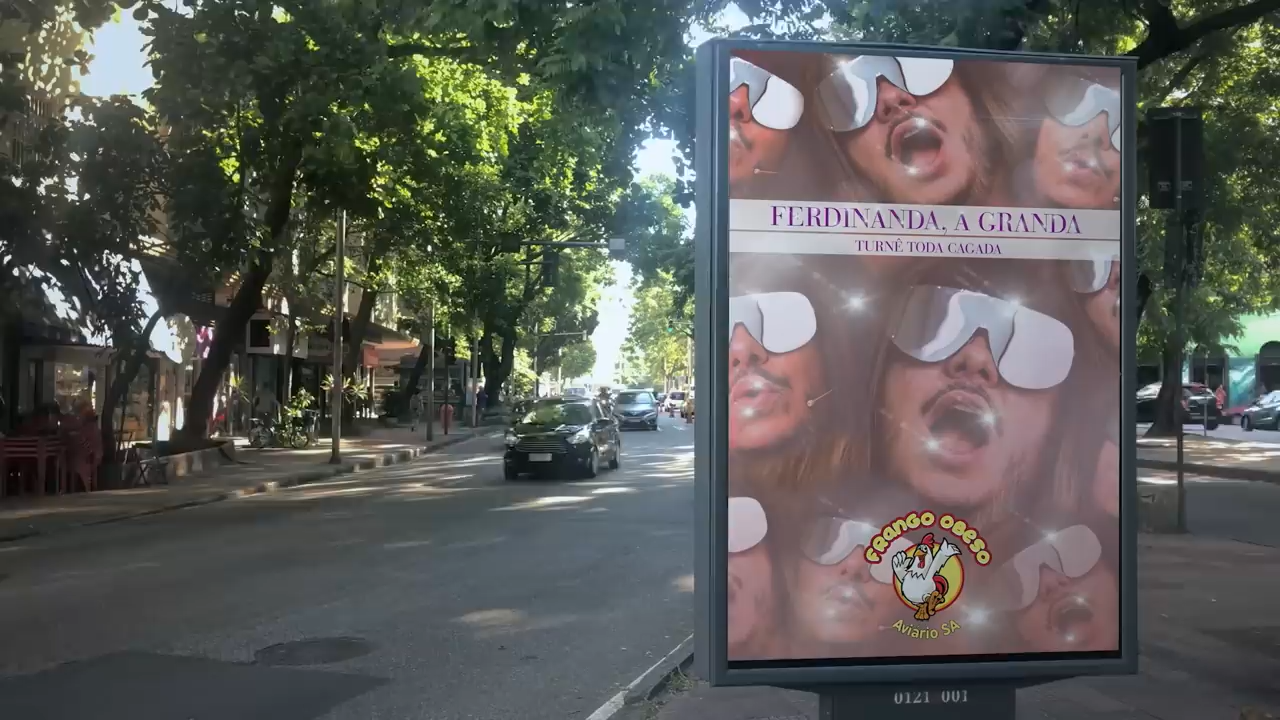 FERDINANDA, A GRANDA
TURNÊ TODA CAGADA
FRANGO OBESO
Aviario SA
0121 001